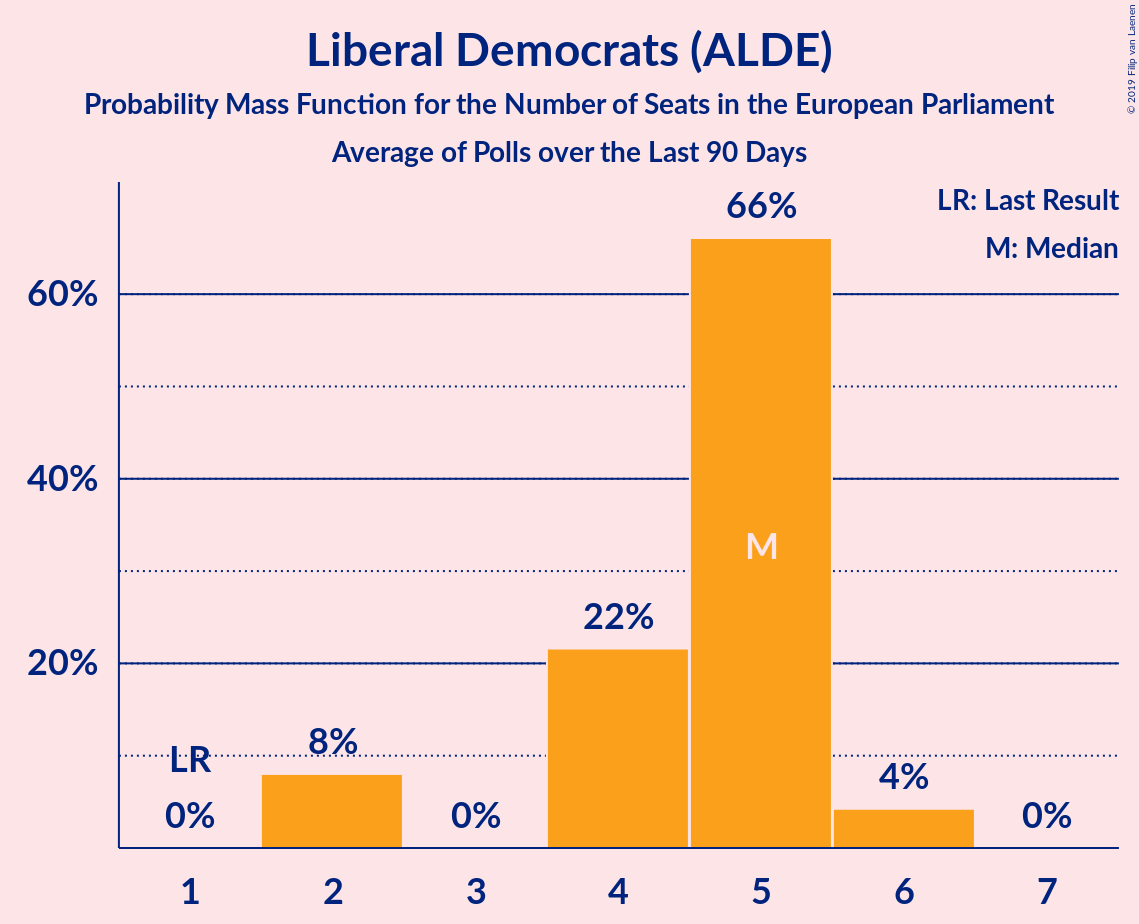 Liberal Democrats (ALDE)
Probability Mass Function for the Number of Seats in the European Parliament
Average of Polls over the Last 90 Days
© 2019 Filip van Laenen
LR: Last Result
M: Median
66%
60%
40%
M
22%
20%
8%
LR
4%
0%
0%
0%
1
2
3
4
5
6
7